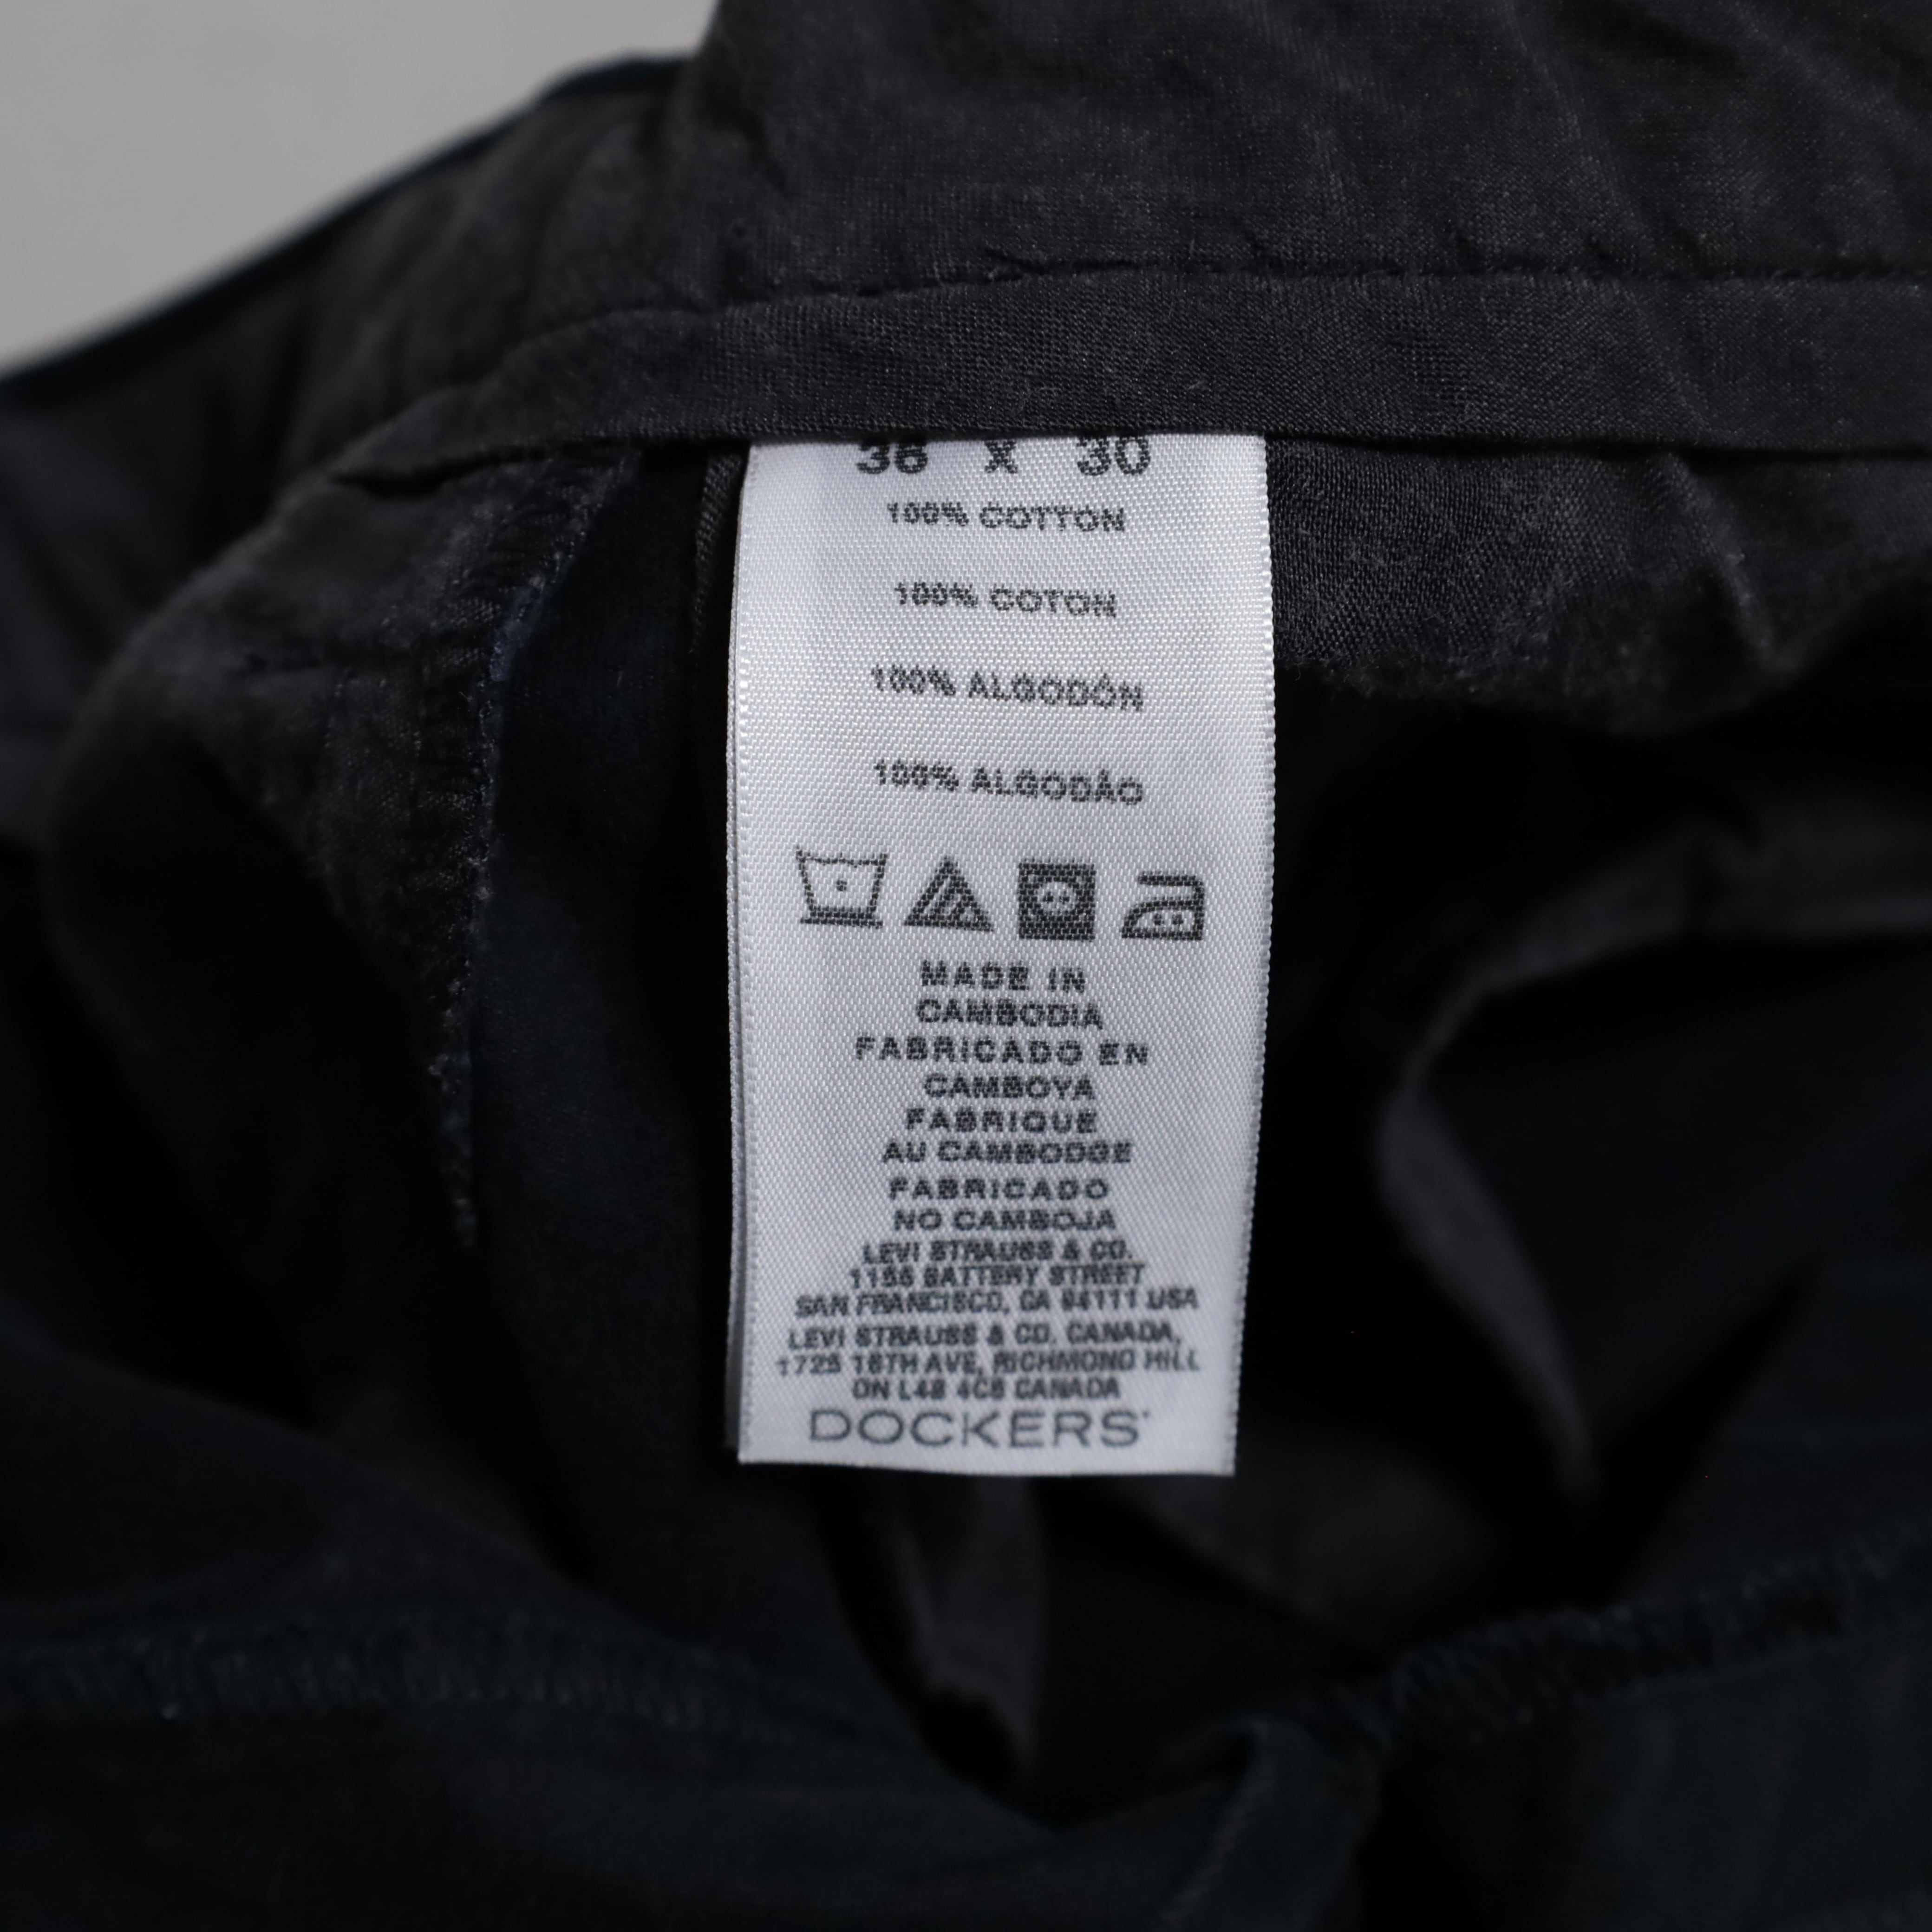 36 x 30
100% COTTON
100% COTON
100% ALGODÓN
100% ALGODÃO
MADE IN
CAMBODIA
FABRICADO EN
CAMBOYA
FABRIQUE
AU CAMBODGE
FABRICADO
NO CAMBOJA
LEVI STRAUSS & CO.
1155 BATTERY STREET
SAN FRANCISCO, CA 94111 USA
LEVI STRAUSS & CO. CANADA,
1725 16TH AVE, RICHMOND HILL
ON L4B 4C6 CANADA
DOCKERS